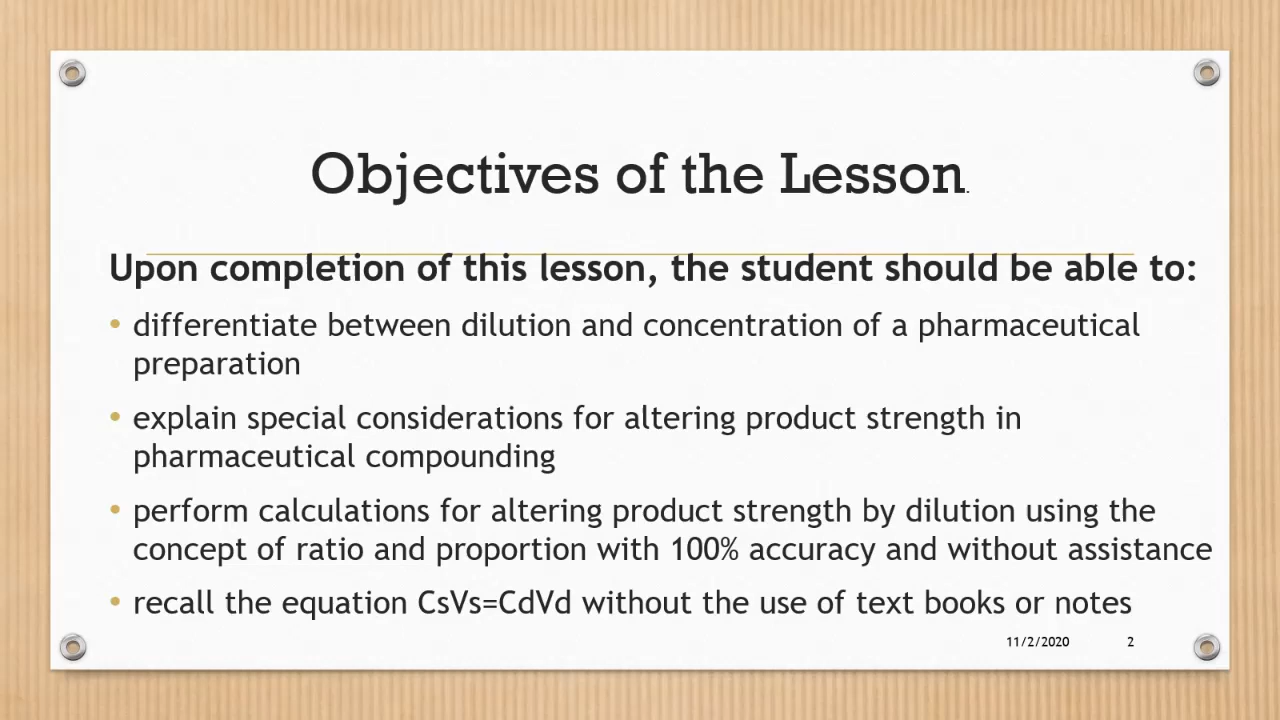 Objectives of the Lesson.
Upon completion of this lesson, the student should be able to:
• differentiate between dilution and concentration of a pharmaceutical
preparation
• explain special considerations for altering product strength in
pharmaceutical compounding
• perform calculations for altering product strength by dilution using the
concept of ratio and proportion with 100% accuracy and without assistance
• recall the equation CsVs=CdVd without the use of text books or notes
11/2/2020 2